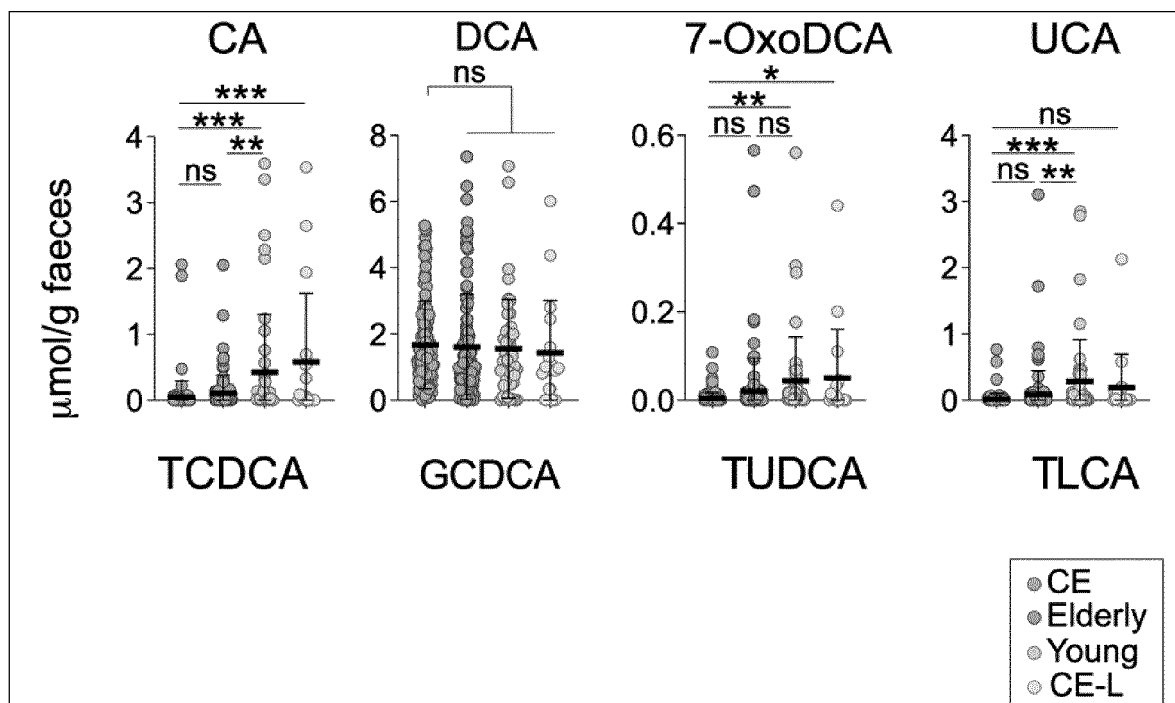 CA DCA 7-OxoDCA UCA
*** ns * ns
*** ** ***
** ns ns ns **
ns
4 8 0.6 4
3 6 0.4 3
2 4 2
1 2 0.2 1
0 0 0.0 0
µmol/g faeces
TCDCA GCDCA TUDCA TLCA
CE
Elderly
Young
CE-L